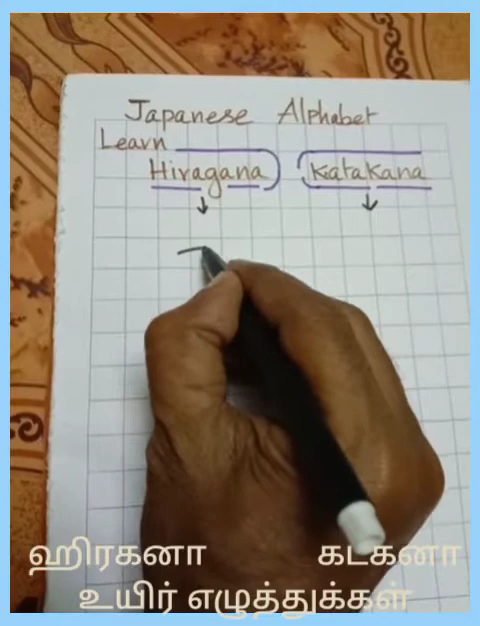 Japanese Alphabet
Learn
Hiragana Katakana
ஹிரகனா கடகனா
உயிர் எழுத்துக்கள்